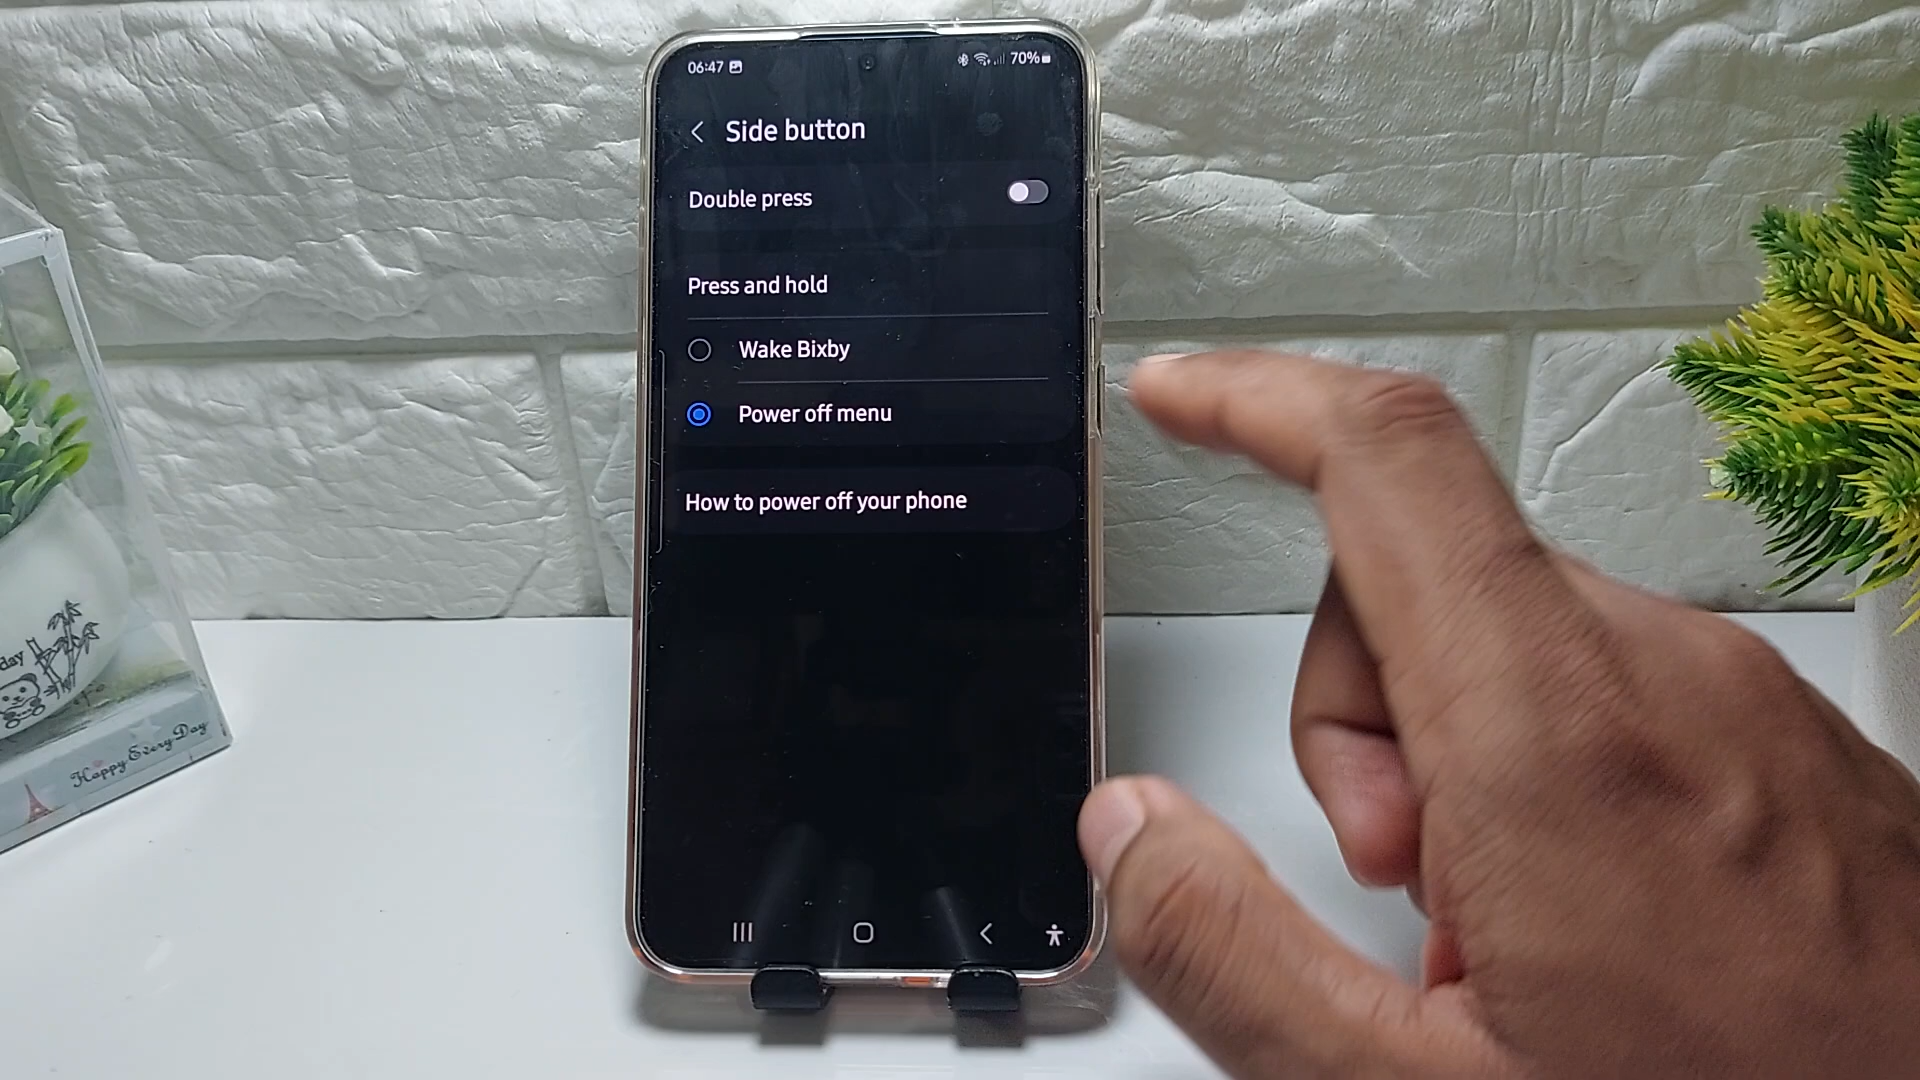 06:47
70%
Side button
Double press
Press and hold
Wake Bixby
Power off menu
How to power off your phone
day
Happy Every Day